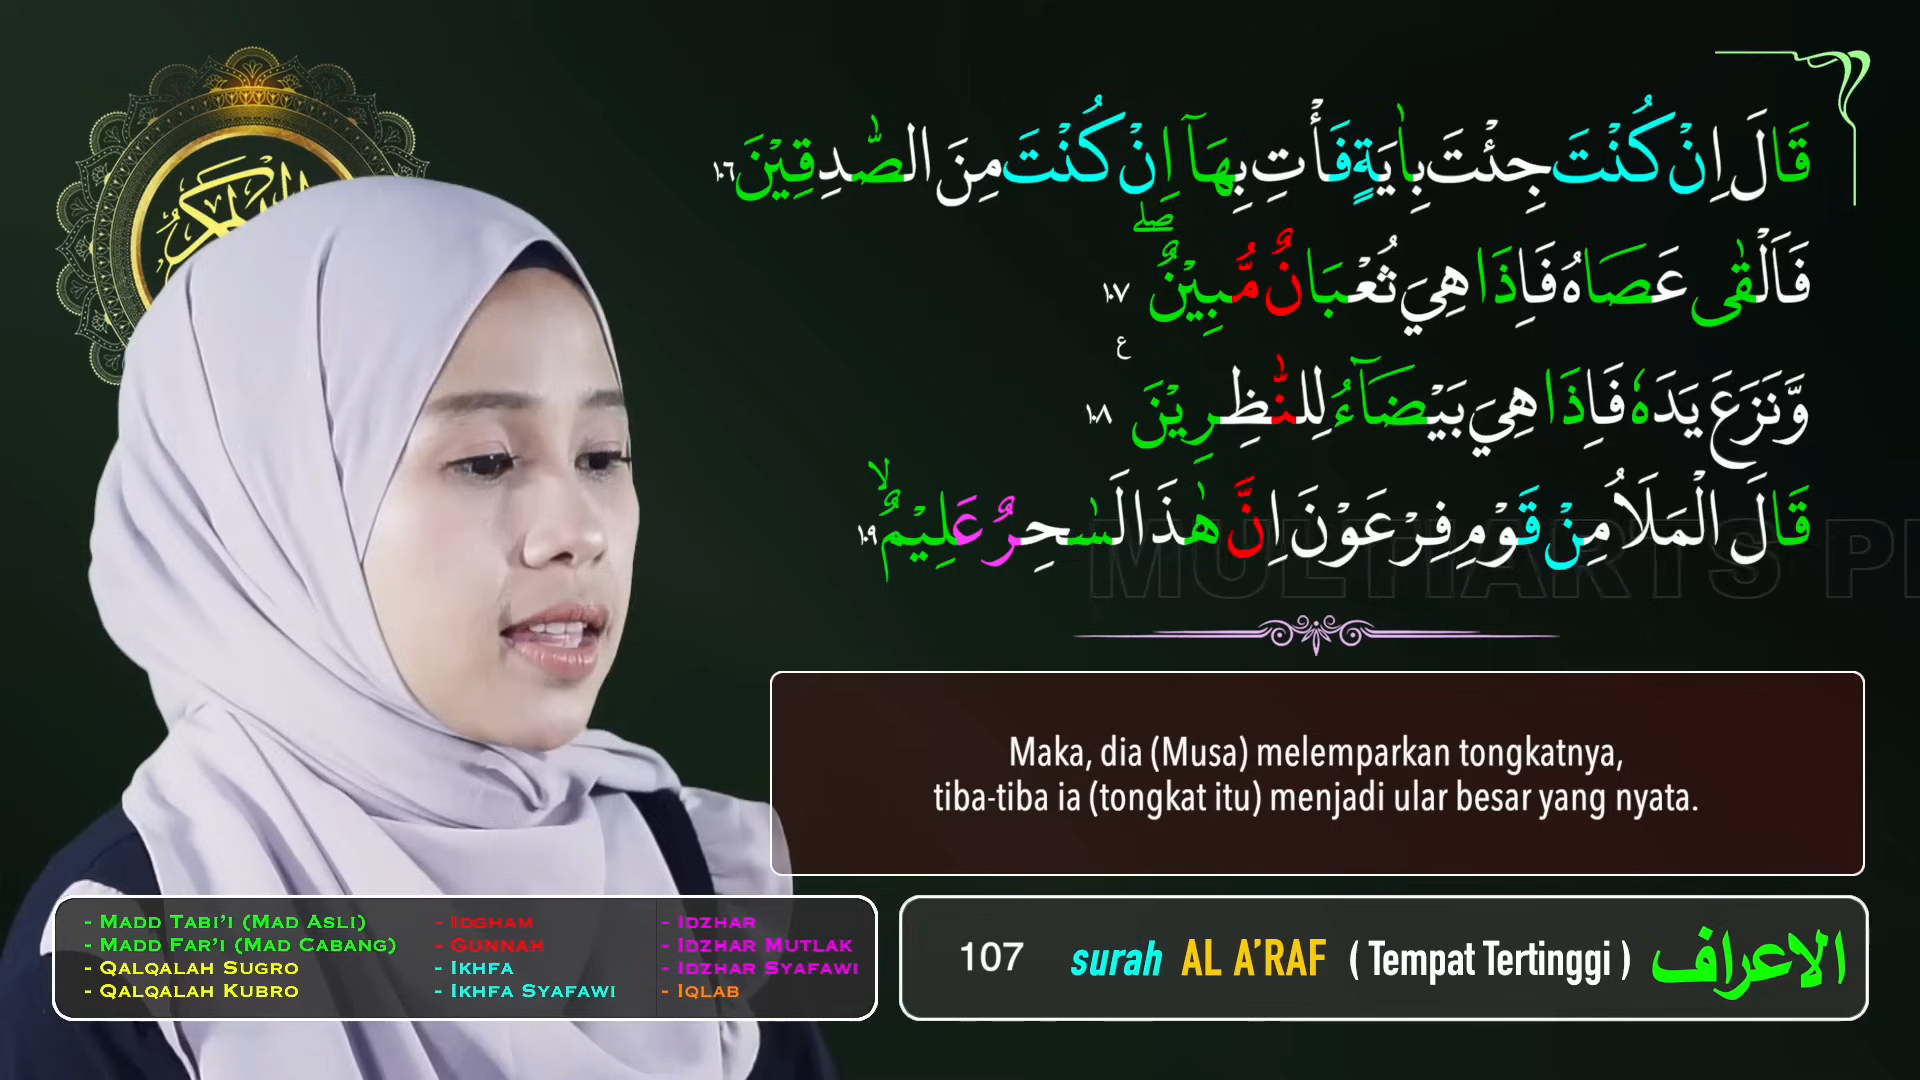 قَالَ اِنْ كُنْتَ جِئْتَ بِاٰيَةٍ فَأْتِ بِهَآ اِنْ كُنْتَ مِنَ الصّٰدِقِيْنَ ١٠٦
فَاَلْقٰى عَصَاهُ فَاِذَا هِيَ ثُعْبَانٌ مُّبِيْنٌ ۖ ١٠٧
وَّنَزَعَ يَدَهٗ فَاِذَا هِيَ بَيْضَاۤءُ لِلنّٰظِرِيْنَ ࣖ ١٠٨
قَالَ الْمَلَاُ مِنْ قَوْمِ فِرْعَوْنَ اِنَّ هٰذَا لَسٰحِرٌ عَلِيْمٌ ۙ ١٠٩
MULTIARTS
Maka, dia (Musa) melemparkan tongkatnya,
tiba-tiba ia (tongkat itu) menjadi ular besar yang nyata.
- Madd Tabi'i (Mad Asli)
- Madd Far'i (Mad Cabang)
- Qalqalah Sugro
- Qalqalah Kubro
- Idgham
- Gunnah
- Ikhfa
- Ikhfa Syafawi
- Idzhar
- Idzhar Mutlak
- Idzhar Syafawi
- Iqlab
107 surah AL A'RAF ( Tempat Tertinggi ) الاعراف